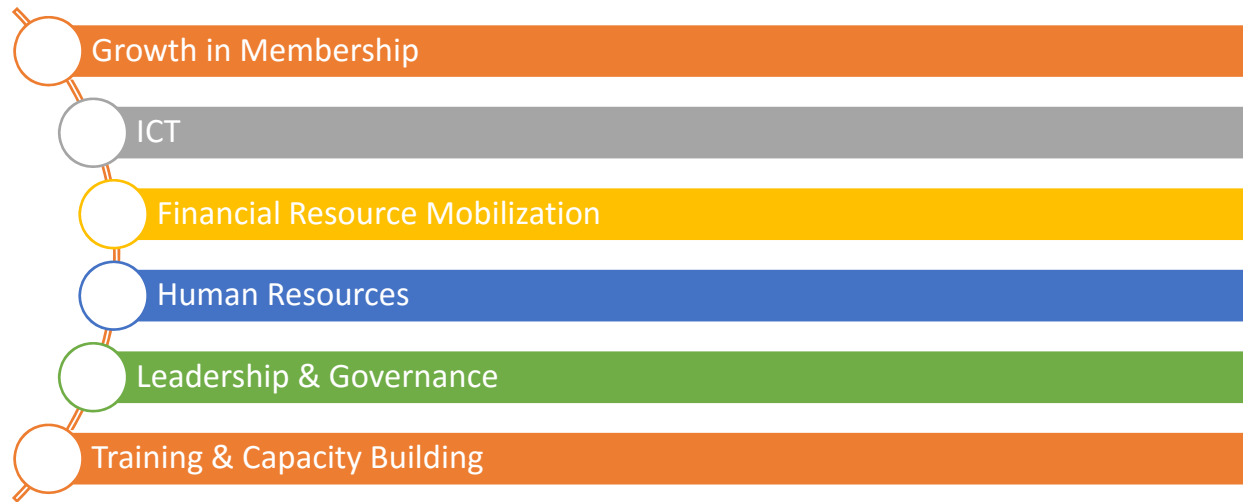 Growth in Membership
ICT
Financial Resource Mobilization
Human Resources
Leadership & Governance
Training & Capacity Building